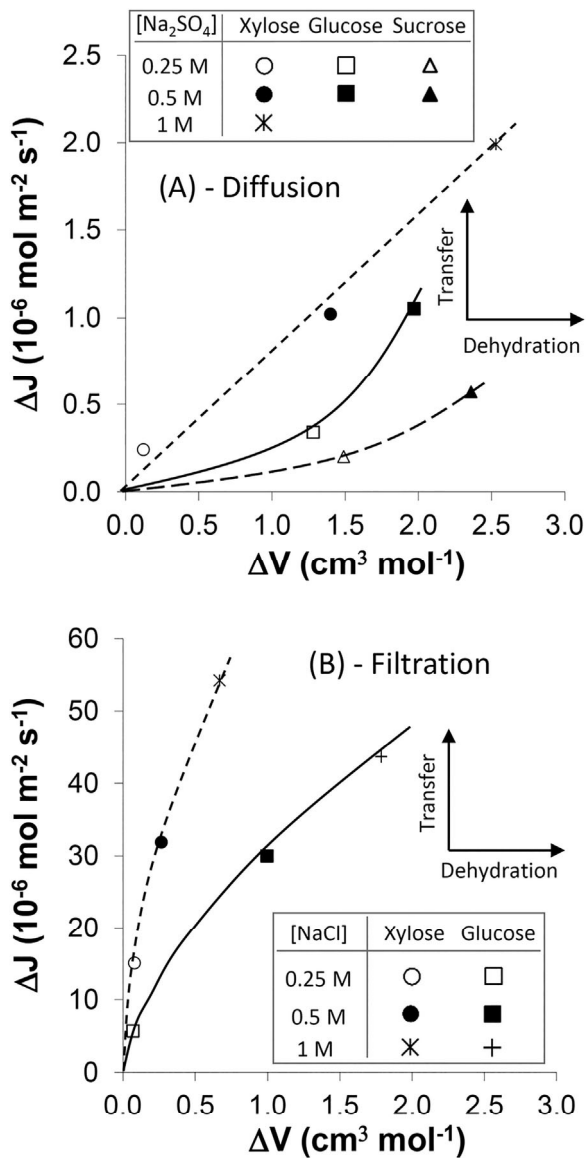 [Na₂SO₄] Xylose Glucose Sucrose
0.25 M
0.5 M
1 M
(A) - Diffusion
ΔJ (10⁻⁶ mol m⁻² s⁻¹)
2.5
2.0
1.5
1.0
0.5
0.0
Transfer
Dehydration
0.0 0.5 1.0 1.5 2.0 2.5 3.0
ΔV (cm³ mol⁻¹)
(B) - Filtration
ΔJ (10⁻⁶ mol m⁻² s⁻¹)
60
50
40
30
20
10
0
Transfer
Dehydration
[NaCl] Xylose Glucose
0.25 M
0.5 M
1 M
0.0 0.5 1.0 1.5 2.0 2.5 3.0
ΔV (cm³ mol⁻¹)